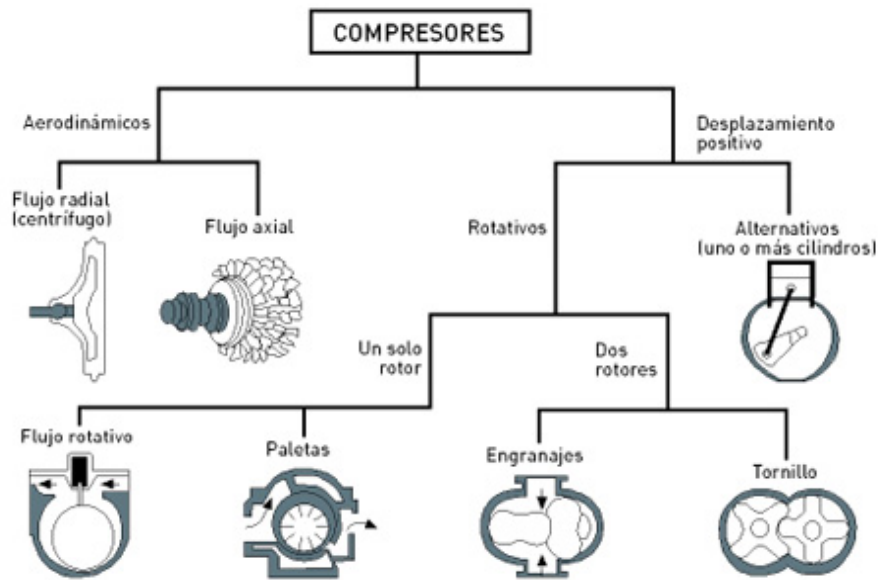 COMPRESORES
Aerodinámicos
Desplazamiento
positivo
Flujo radial
(centrífugo)
Flujo axial
Rotativos
Alternativos
(uno o más cilindros)
Un solo
rotor
Dos
rotores
Flujo rotativo
Paletas
Engranajes
Tornillo